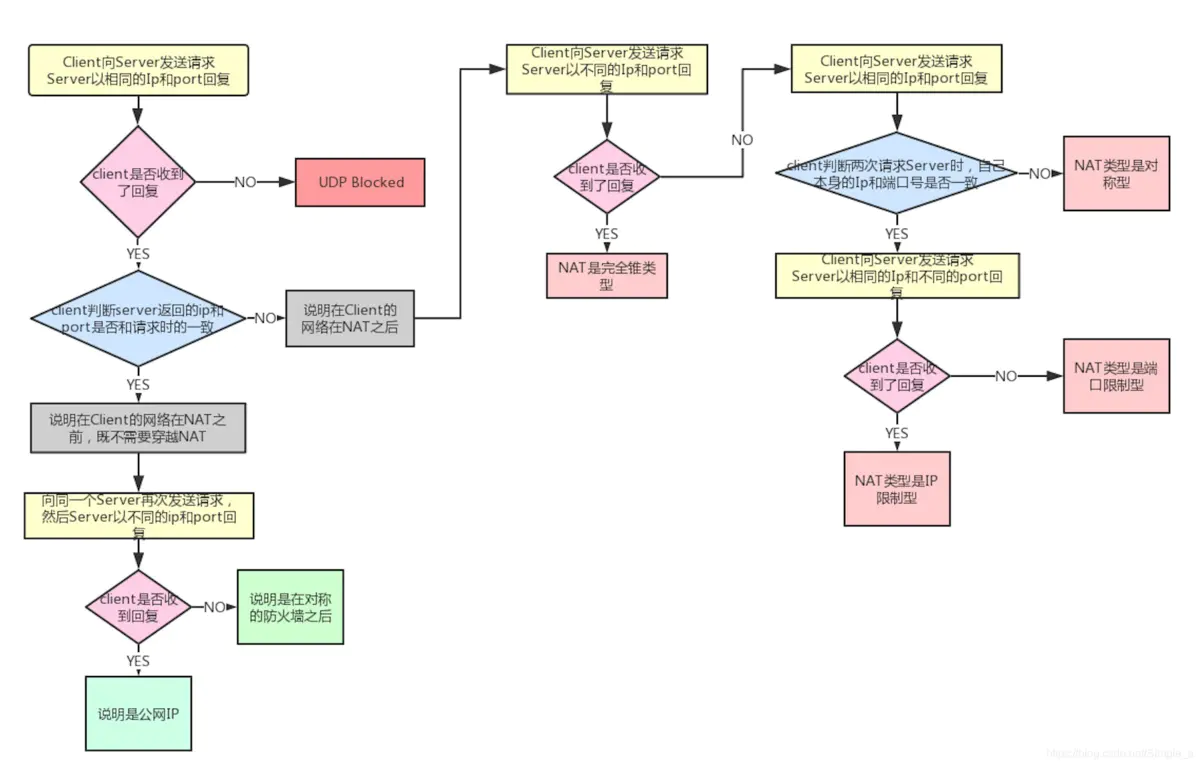 Client向Server发送请求
Server以相同的Ip和port回复
client是否收到
了回复
NO
UDP Blocked
YES
client判断server返回的ip和
port是否和请求时的一致
NO
说明在Client的
网络在NAT之后
YES
说明在Client的网络在NAT之
前，既不需要穿越NAT
向同一个Server再次发送请求，
然后Server以不同的ip和port回
复
client是否收
到回复
NO
说明是在对称
的防火墙之后
YES
说明是公网IP
Client向Server发送请求
Server以不同的Ip和port回
复
client是否收
到了回复
NO
YES
NAT是完全锥类
型
Client向Server发送请求
Server以相同的Ip和port回复
client判断两次请求Server时，自己
本身的Ip和端口号是否一致
NO
NAT类型是对
称型
YES
Client向Server发送请求
Server以相同的Ip和不同的port回
复
client是否收
到了回复
NO
NAT类型是端
口限制型
YES
NAT类型是IP
限制型